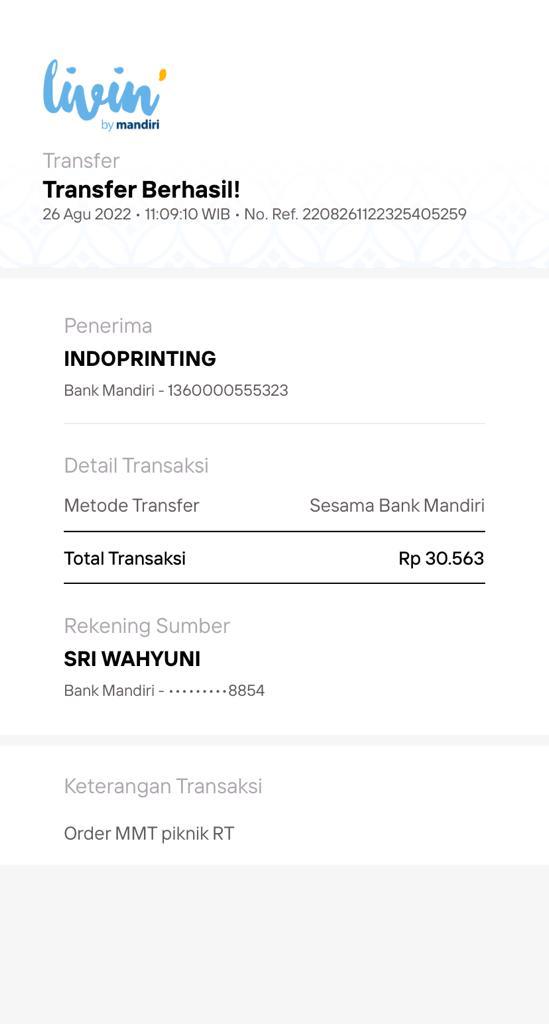 livin'
by mandiri
Transfer
Transfer Berhasil!
26 Agu 2022 • 11:09:10 WIB • No. Ref. 2208261122325405259
Penerima
INDOPRINTING
Bank Mandiri - 1360000555323
Detail Transaksi
Metode Transfer Sesama Bank Mandiri
Total Transaksi Rp 30.563
Rekening Sumber
SRI WAHYUNI
Bank Mandiri - •••••••••8854
Keterangan Transaksi
Order MMT piknik RT